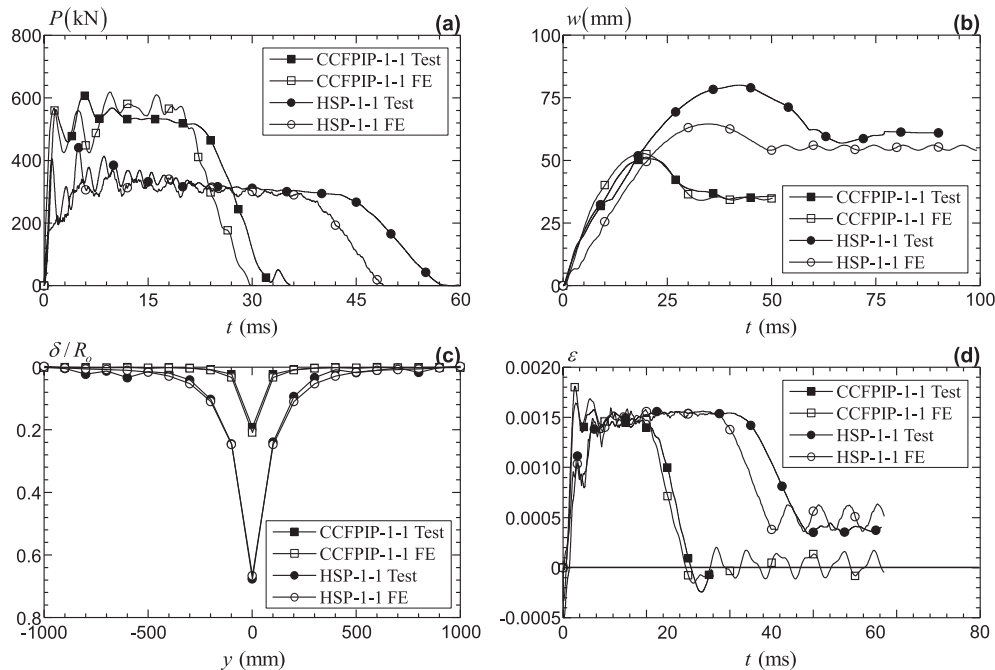 P(kN)
(a)
800
600
400
200
0
CCFPIP-1-1 Test
CCFPIP-1-1 FE
HSP-1-1 Test
HSP-1-1 FE
0 15 30 45 60
t (ms)
w(mm)
(b)
100
75
50
25
0
CCFPIP-1-1 Test
CCFPIP-1-1 FE
HSP-1-1 Test
HSP-1-1 FE
0 25 50 75 100
t (ms)
δ/Rₒ
(c)
0
0.2
0.4
0.6
0.8
CCFPIP-1-1 Test
CCFPIP-1-1 FE
HSP-1-1 Test
HSP-1-1 FE
-1000 -500 0 500 1000
y (mm)
ε
(d)
0.0020
0.0015
0.0010
0.0005
0.0000
-0.0005
CCFPIP-1-1 Test
CCFPIP-1-1 FE
HSP-1-1 Test
HSP-1-1 FE
0 20 40 60 80
t (ms)